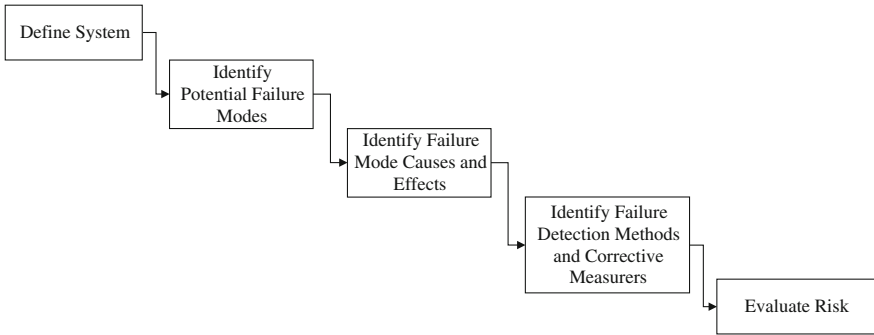 Define System
Identify
Potential Failure
Modes
Identify Failure
Mode Causes and
Effects
Identify Failure
Detection Methods
and Corrective
Measurers
Evaluate Risk